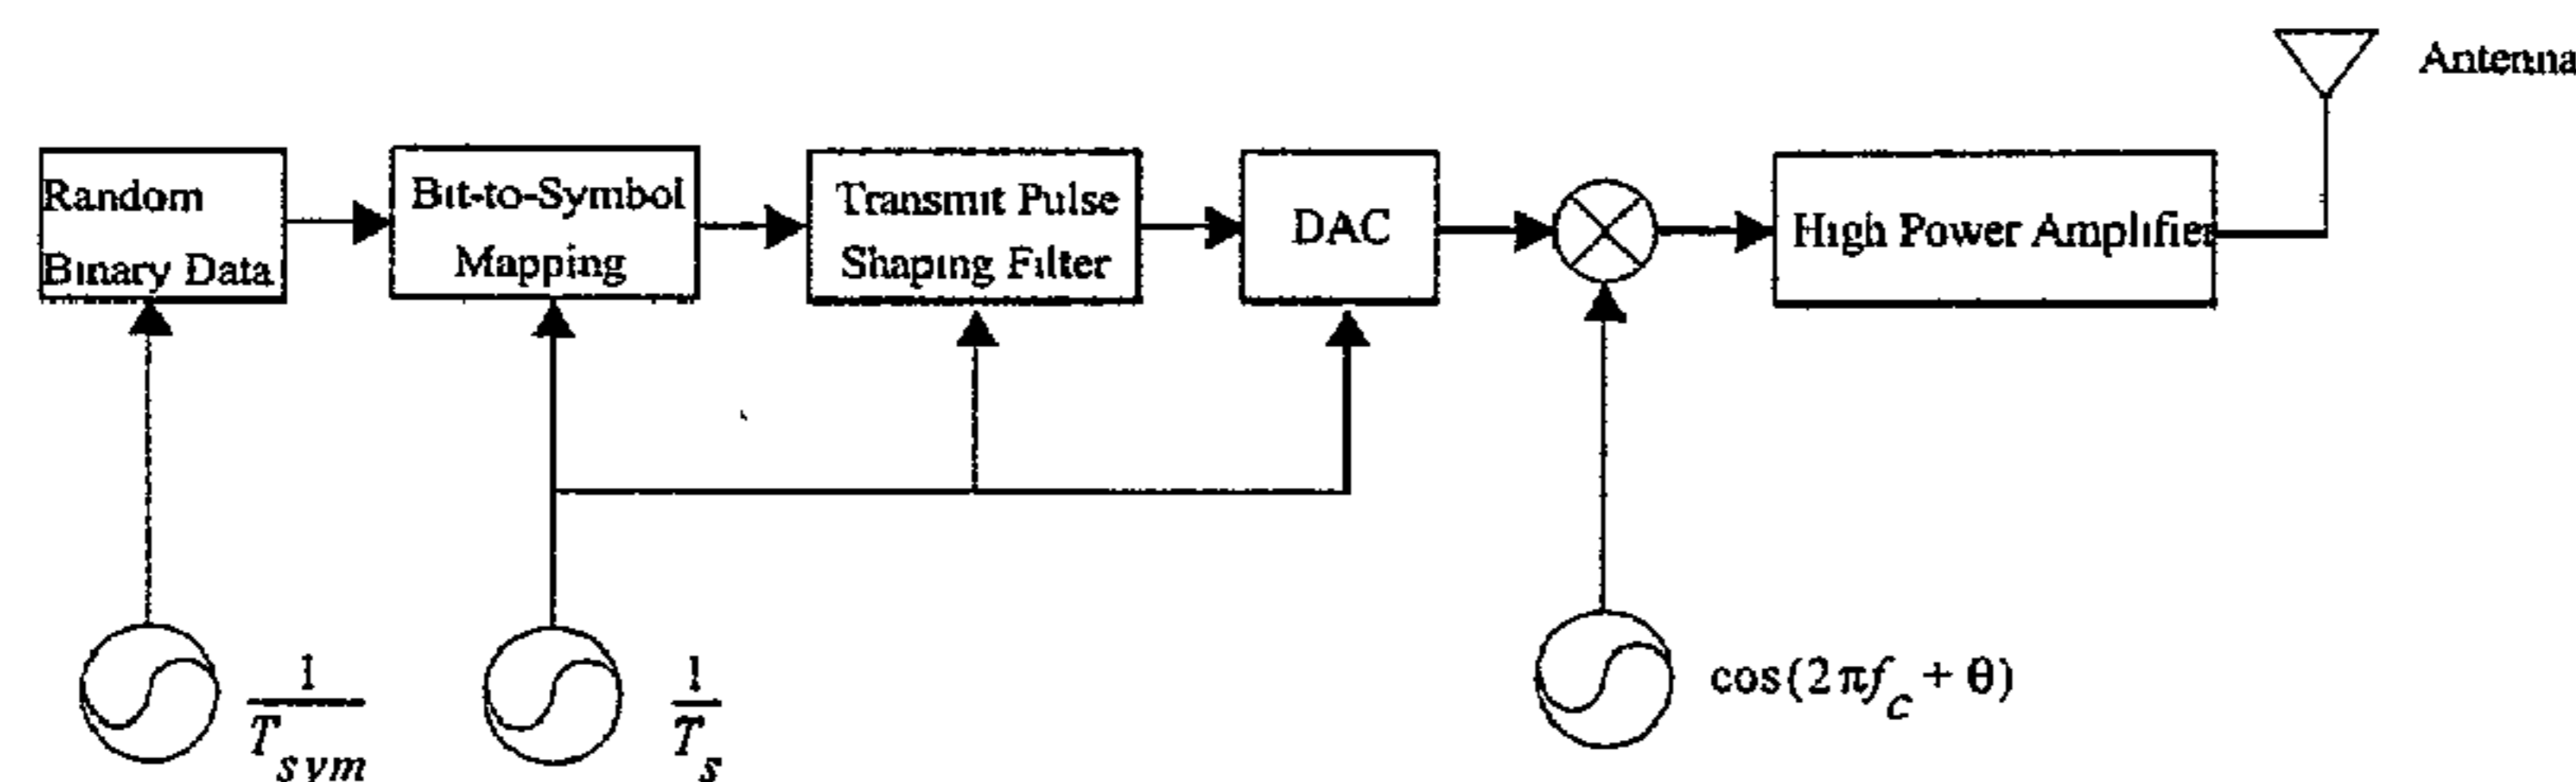 Antenna
Random
Binary Data
Bit-to-Symbol
Mapping
Transmit Pulse
Shaping Filter
DAC
High Power Amplifier
1
T_sym
1
T_s
cos(2πf_c + θ)